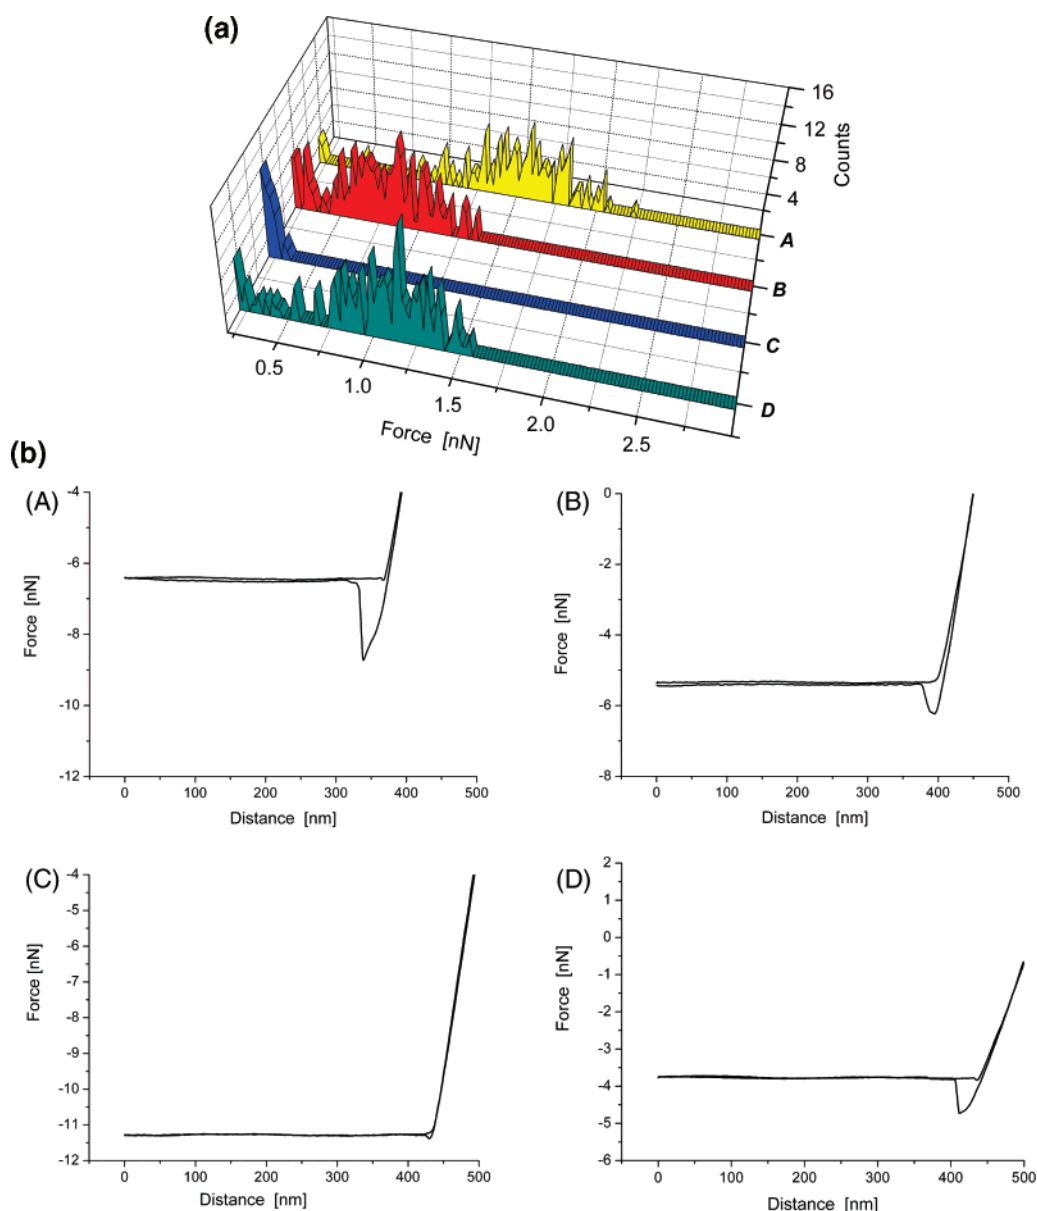 (a)
16
12
8
4
Counts
A
B
C
D
0.5
1.0
1.5
2.0
2.5
Force [nN]
(b)
(A)
-4
-6
-8
-10
-12
Force [nN]
0 100 200 300 400 500
Distance [nm]
(B)
0
-2
-4
-6
-8
Force [nN]
0 100 200 300 400 500
Distance [nm]
(C)
-4
-5
-6
-7
-8
-9
-10
-11
-12
Force [nN]
0 100 200 300 400 500
Distance [nm]
(D)
2
1
0
-1
-2
-3
-4
-5
-6
Force [nN]
0 100 200 300 400 500
Distance [nm]